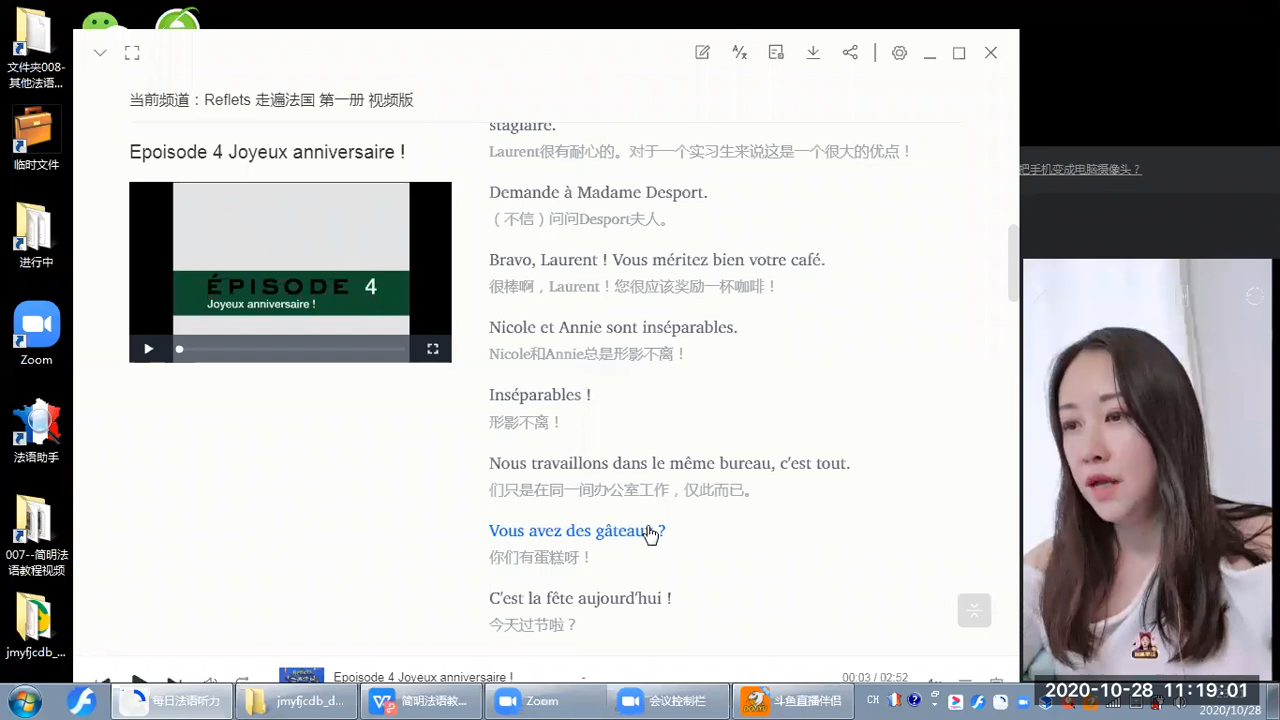 文件夹008-
其他法语...
临时文件
进行中
Zoom
法语助手
007--简明法
语教程视频
jmyfjcdb_...
当前频道：Reflets 走遍法国 第一册 视频版
Epoisode 4 Joyeux anniversaire !
ÉPISODE 4
Joyeux anniversaire !
stagiaire.
Laurent很有耐心的。对于一个实习生来说这是一个很大的优点！
Demande à Madame Desport.
（不信）问问Desport夫人。
Bravo, Laurent ! Vous méritez bien votre café.
很棒啊，Laurent！您很应该奖励一杯咖啡！
Nicole et Annie sont inséparables.
Nicole和Annie总是形影不离！
Inséparables !
形影不离！
Nous travaillons dans le même bureau, c'est tout.
们只是在同一间办公室工作，仅此而已。
Vous avez des gâteaux ?
你们有蛋糕呀！
C'est la fête aujourd'hui !
今天过节啦？
把手机变成电脑摄像头？
Epoisode 4 Joyeux anniversaire !
-
00:03 / 02:52
每日法语听力
jmyfjcdb_d...
简明法语教...
Zoom
会议控制栏
斗鱼直播伴侣
CH
2020-10-28 11:19:01
2020/10/28